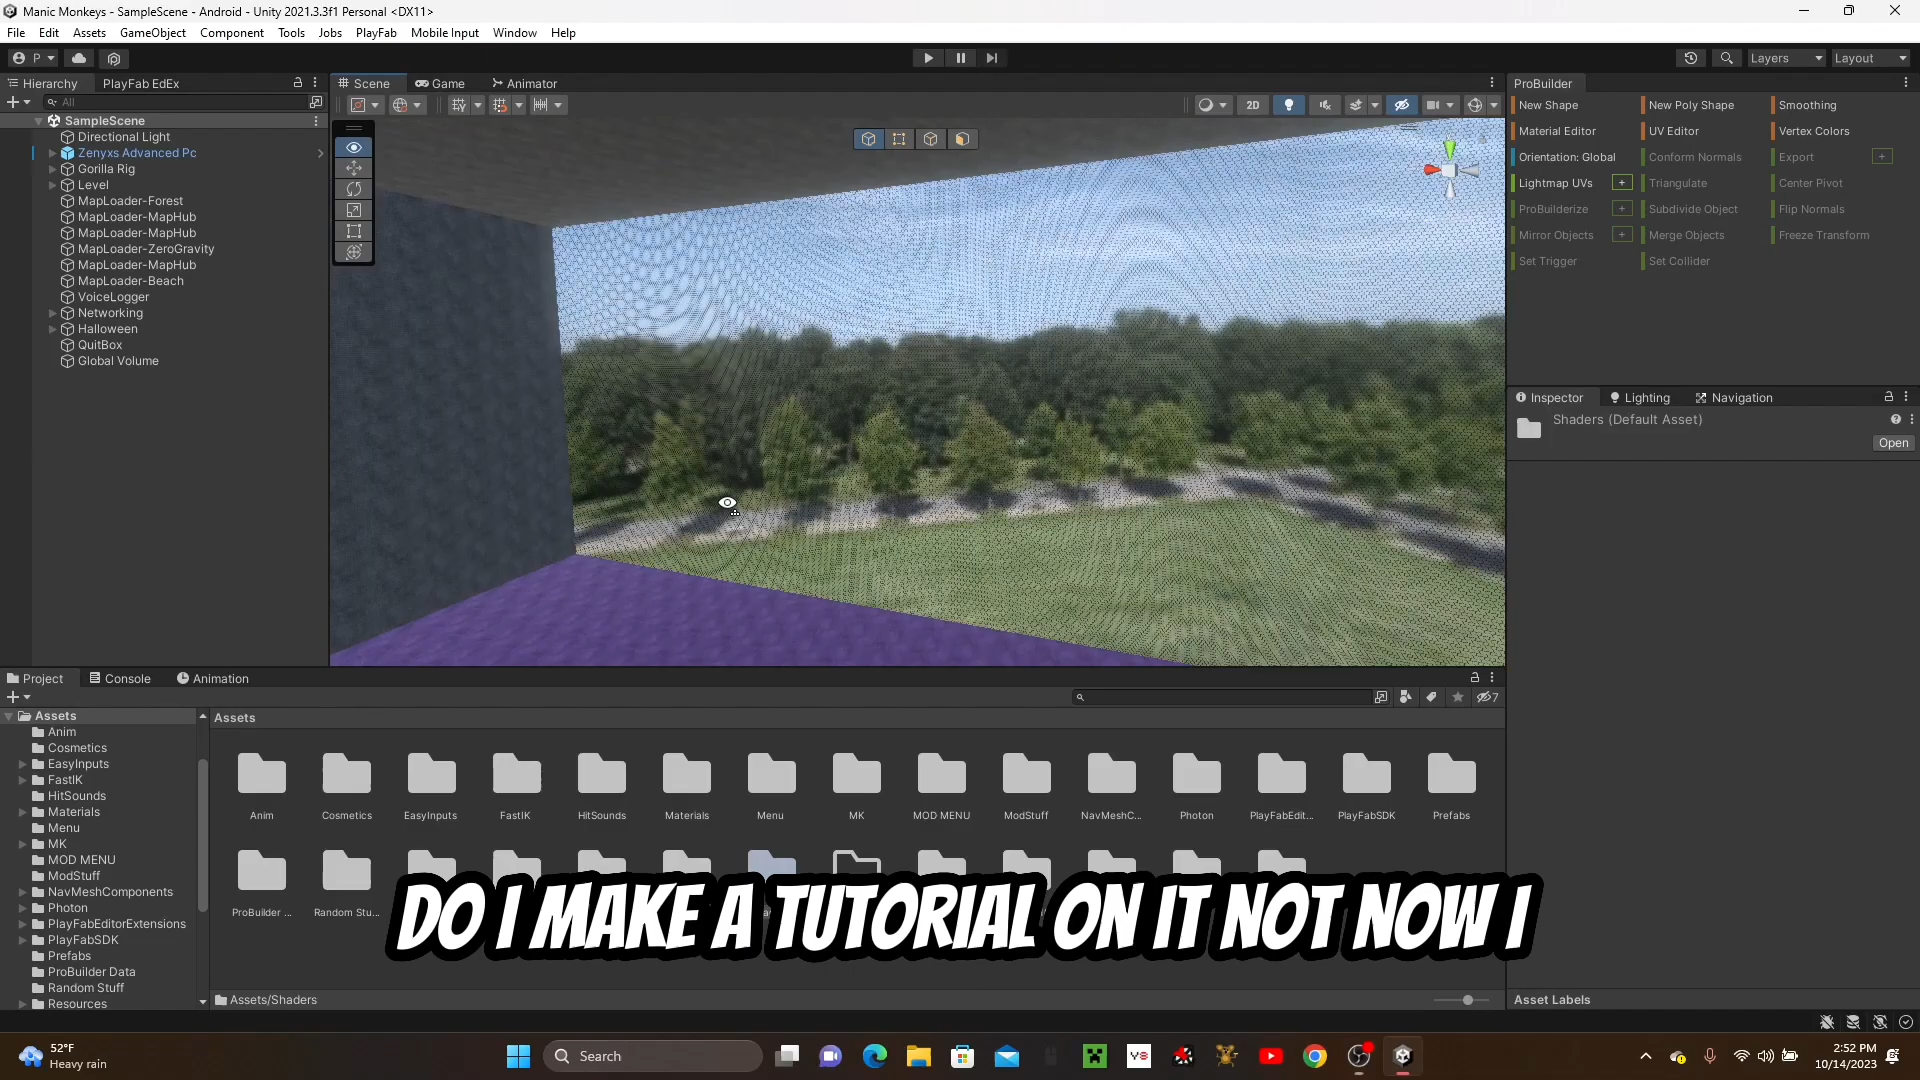 Manic Monkeys - SampleScene - Android - Unity 2021.3.3f1 Personal <DX11>
File Edit Assets GameObject Component Tools Jobs PlayFab Mobile Input Window Help
P
Layers
Layout
Hierarchy
PlayFab EdEx
All
SampleScene
Directional Light
Zenyxs Advanced Pc
Gorilla Rig
Level
MapLoader-Forest
MapLoader-MapHub
MapLoader-MapHub
MapLoader-ZeroGravity
MapLoader-MapHub
MapLoader-Beach
VoiceLogger
Networking
Halloween
QuitBox
Global Volume
Scene
Game
Animator
2D
ProBuilder
New Shape
New Poly Shape
Smoothing
Material Editor
UV Editor
Vertex Colors
Orientation: Global
Conform Normals
Export
Lightmap UVs
Triangulate
Center Pivot
ProBuilderize
Subdivide Object
Flip Normals
Mirror Objects
Merge Objects
Freeze Transform
Set Trigger
Set Collider
Inspector
Lighting
Navigation
Shaders (Default Asset)
Open
Project
Console
Animation
7
Assets
Anim
Cosmetics
EasyInputs
FastIK
HitSounds
Materials
Menu
MK
MOD MENU
ModStuff
NavMeshComponents
Photon
PlayFabEditorExtensions
PlayFabSDK
Prefabs
ProBuilder Data
Random Stuff
Resources
Assets
Anim
Cosmetics
EasyInputs
FastIK
HitSounds
Materials
Menu
MK
MOD MENU
ModStuff
NavMeshC...
Photon
PlayFabEdit...
PlayFabSDK
Prefabs
ProBuilder ...
Random Stu...
DO I MAKE A TUTORIAL ON IT NOT NOW I
Assets/Shaders
Asset Labels
52°F
Heavy rain
Search
2:52 PM
10/14/2023